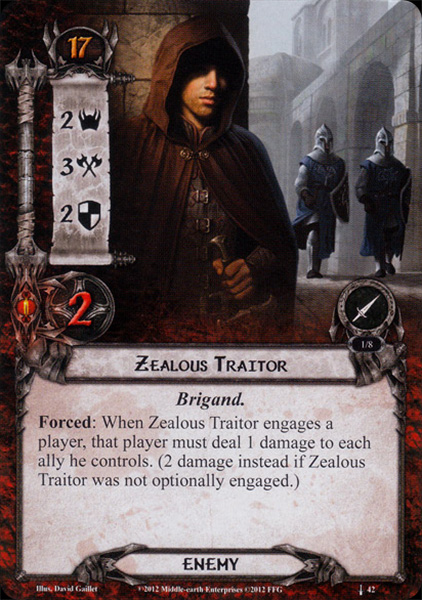 17
2
3
2
2
1/8
ZEALOUS TRAITOR
Brigand.
Forced: When Zealous Traitor engages a
player, that player must deal 1 damage to each
ally he controls. (2 damage instead if Zealous
Traitor was not optionally engaged.)
ENEMY
Illus. David Gaillet ©2012 Middle-earth Enterprises ©2012 FFG 42